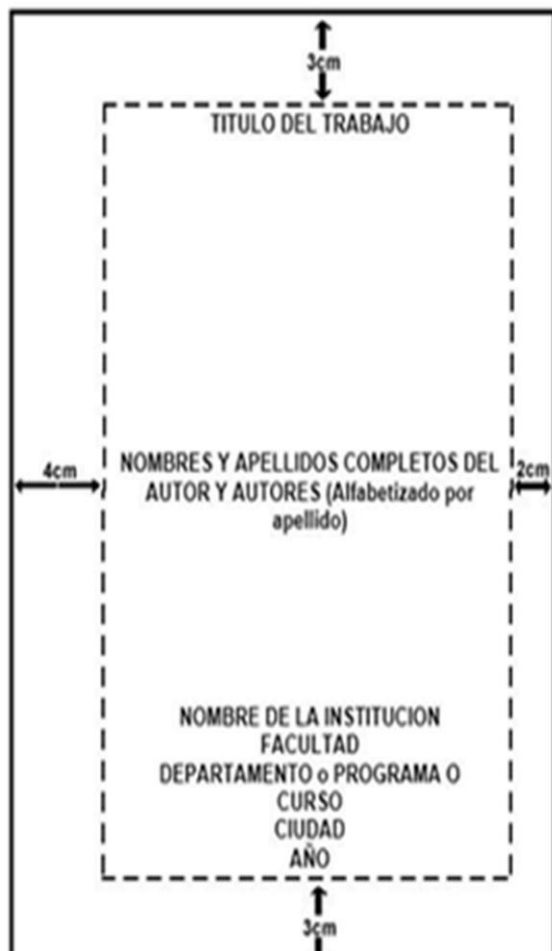 3cm
TITULO DEL TRABAJO
4cm
NOMBRES Y APELLIDOS COMPLETOS DEL
2cm
AUTOR Y AUTORES (Alfabetizado por
apellido)
NOMBRE DE LA INSTITUCION
FACULTAD
DEPARTAMENTO o PROGRAMA O
CURSO
CIUDAD
AÑO
3cm